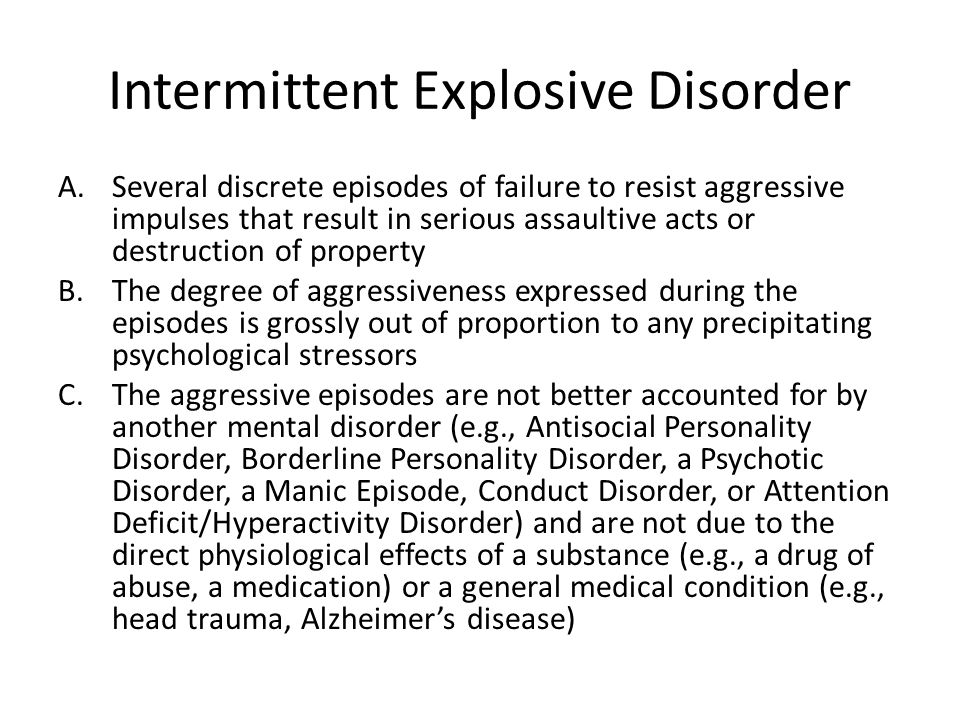 Intermittent Explosive Disorder
A. Several discrete episodes of failure to resist aggressive
impulses that result in serious assaultive acts or
destruction of property
B. The degree of aggressiveness expressed during the
episodes is grossly out of proportion to any precipitating
psychological stressors
C. The aggressive episodes are not better accounted for by
another mental disorder (e.g., Antisocial Personality
Disorder, Borderline Personality Disorder, a Psychotic
Disorder, a Manic Episode, Conduct Disorder, or Attention
Deficit/Hyperactivity Disorder) and are not due to the
direct physiological effects of a substance (e.g., a drug of
abuse, a medication) or a general medical condition (e.g.,
head trauma, Alzheimer’s disease)